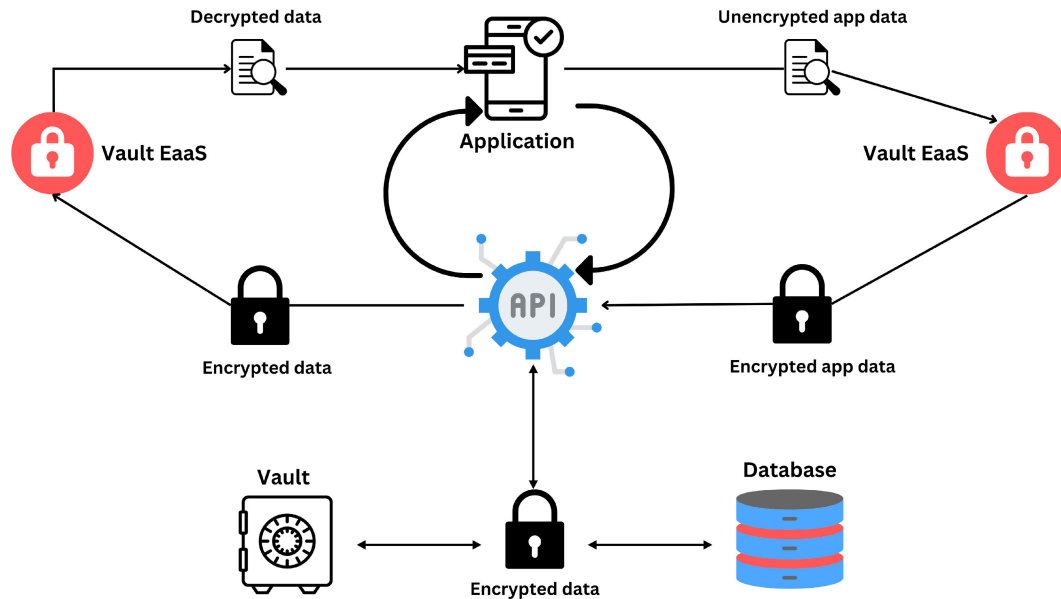 Decrypted data
Unencrypted app data
Application
Vault EaaS
Vault EaaS
API
Encrypted data
Encrypted app data
Vault
Database
Encrypted data